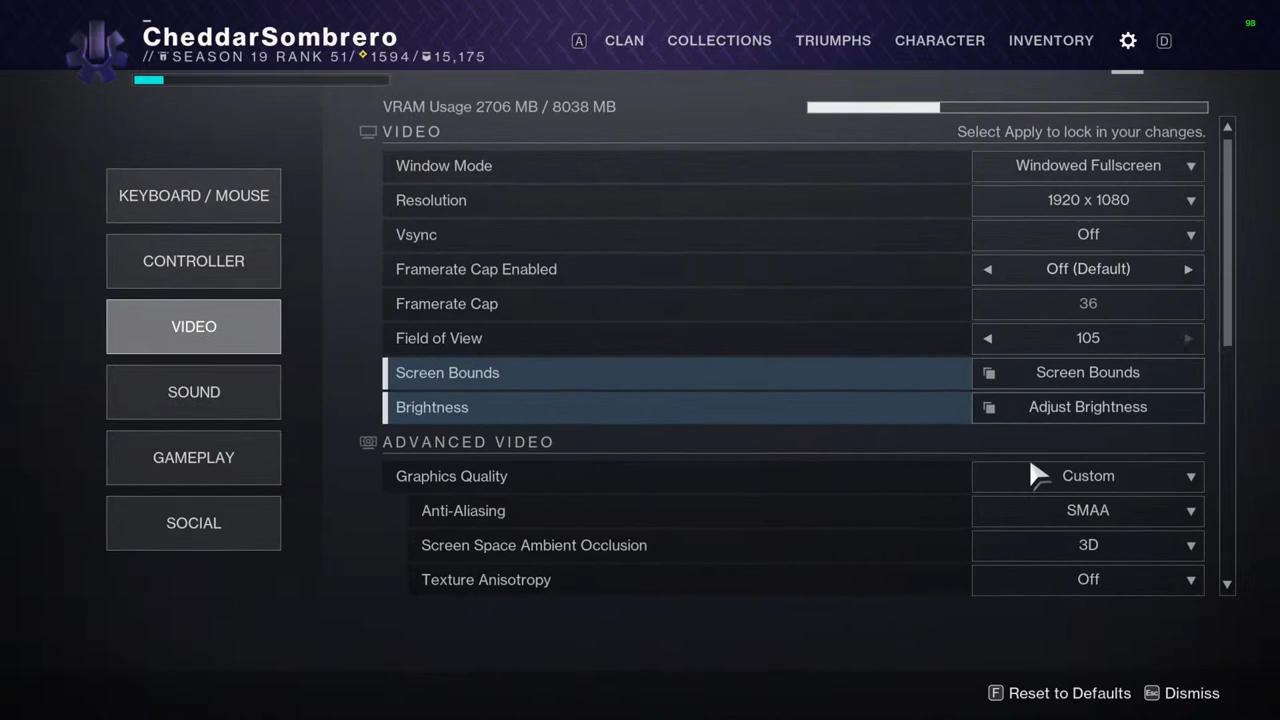 98
CheddarSombrero
// SEASON 19 RANK 51/ 1594/ 15,175
A CLAN COLLECTIONS TRIUMPHS CHARACTER INVENTORY D
VRAM Usage 2706 MB / 8038 MB
VIDEO Select Apply to lock in your changes.
Window Mode Windowed Fullscreen
Resolution 1920 x 1080
Vsync Off
Framerate Cap Enabled Off (Default)
Framerate Cap 36
Field of View 105
Screen Bounds Screen Bounds
Brightness Adjust Brightness
ADVANCED VIDEO
Graphics Quality Custom
Anti-Aliasing SMAA
Screen Space Ambient Occlusion 3D
Texture Anisotropy Off
KEYBOARD / MOUSE
CONTROLLER
VIDEO
SOUND
GAMEPLAY
SOCIAL
F Reset to Defaults Esc Dismiss